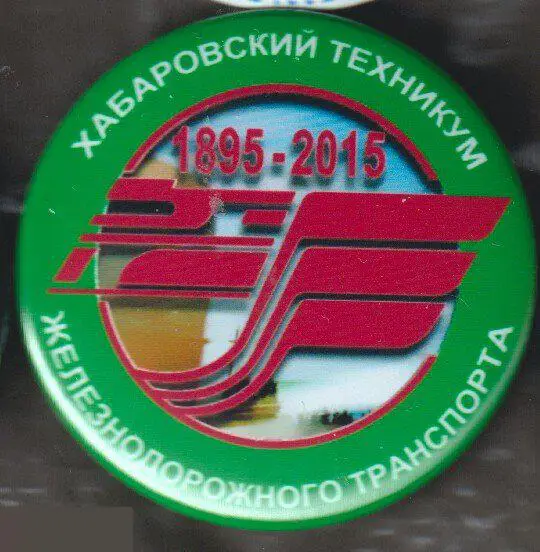 ХАБАРОВСКИЙ ТЕХНИКУМ
1895-2015
ЖЕЛЕЗНОДОРОЖНОГО ТРАНСПОРТА